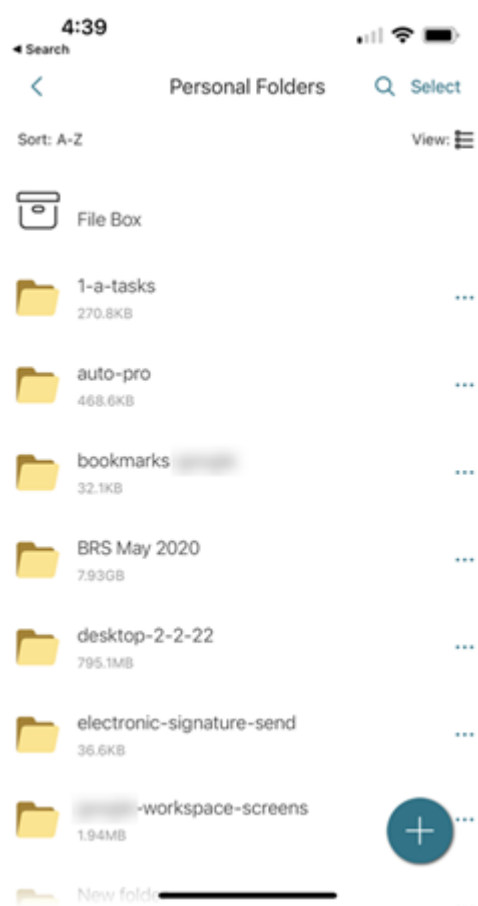 4:39
◀ Search
Personal Folders
Select
Sort: A-Z
View:
File Box
1-a-tasks
270.8KB
auto-pro
468.6KB
bookmarks
32.1KB
BRS May 2020
7.93GB
desktop-2-2-22
795.1MB
electronic-signature-send
36.6KB
-workspace-screens
1.94MB
New folde